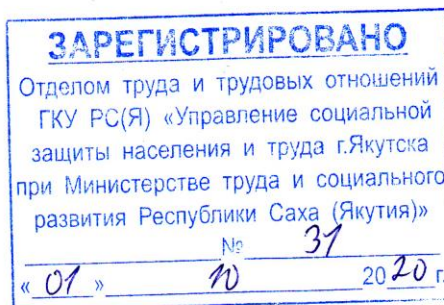 ЗАРЕГИСТРИРОВАНО
Отделом труда и трудовых отношений
ГКУ РС(Я) «Управление социальной
защиты населения и труда г.Якутска
при Министерстве труда и социального
развития Республики Саха (Якутия)»
№ 31
« 01 » 10 2020 г.